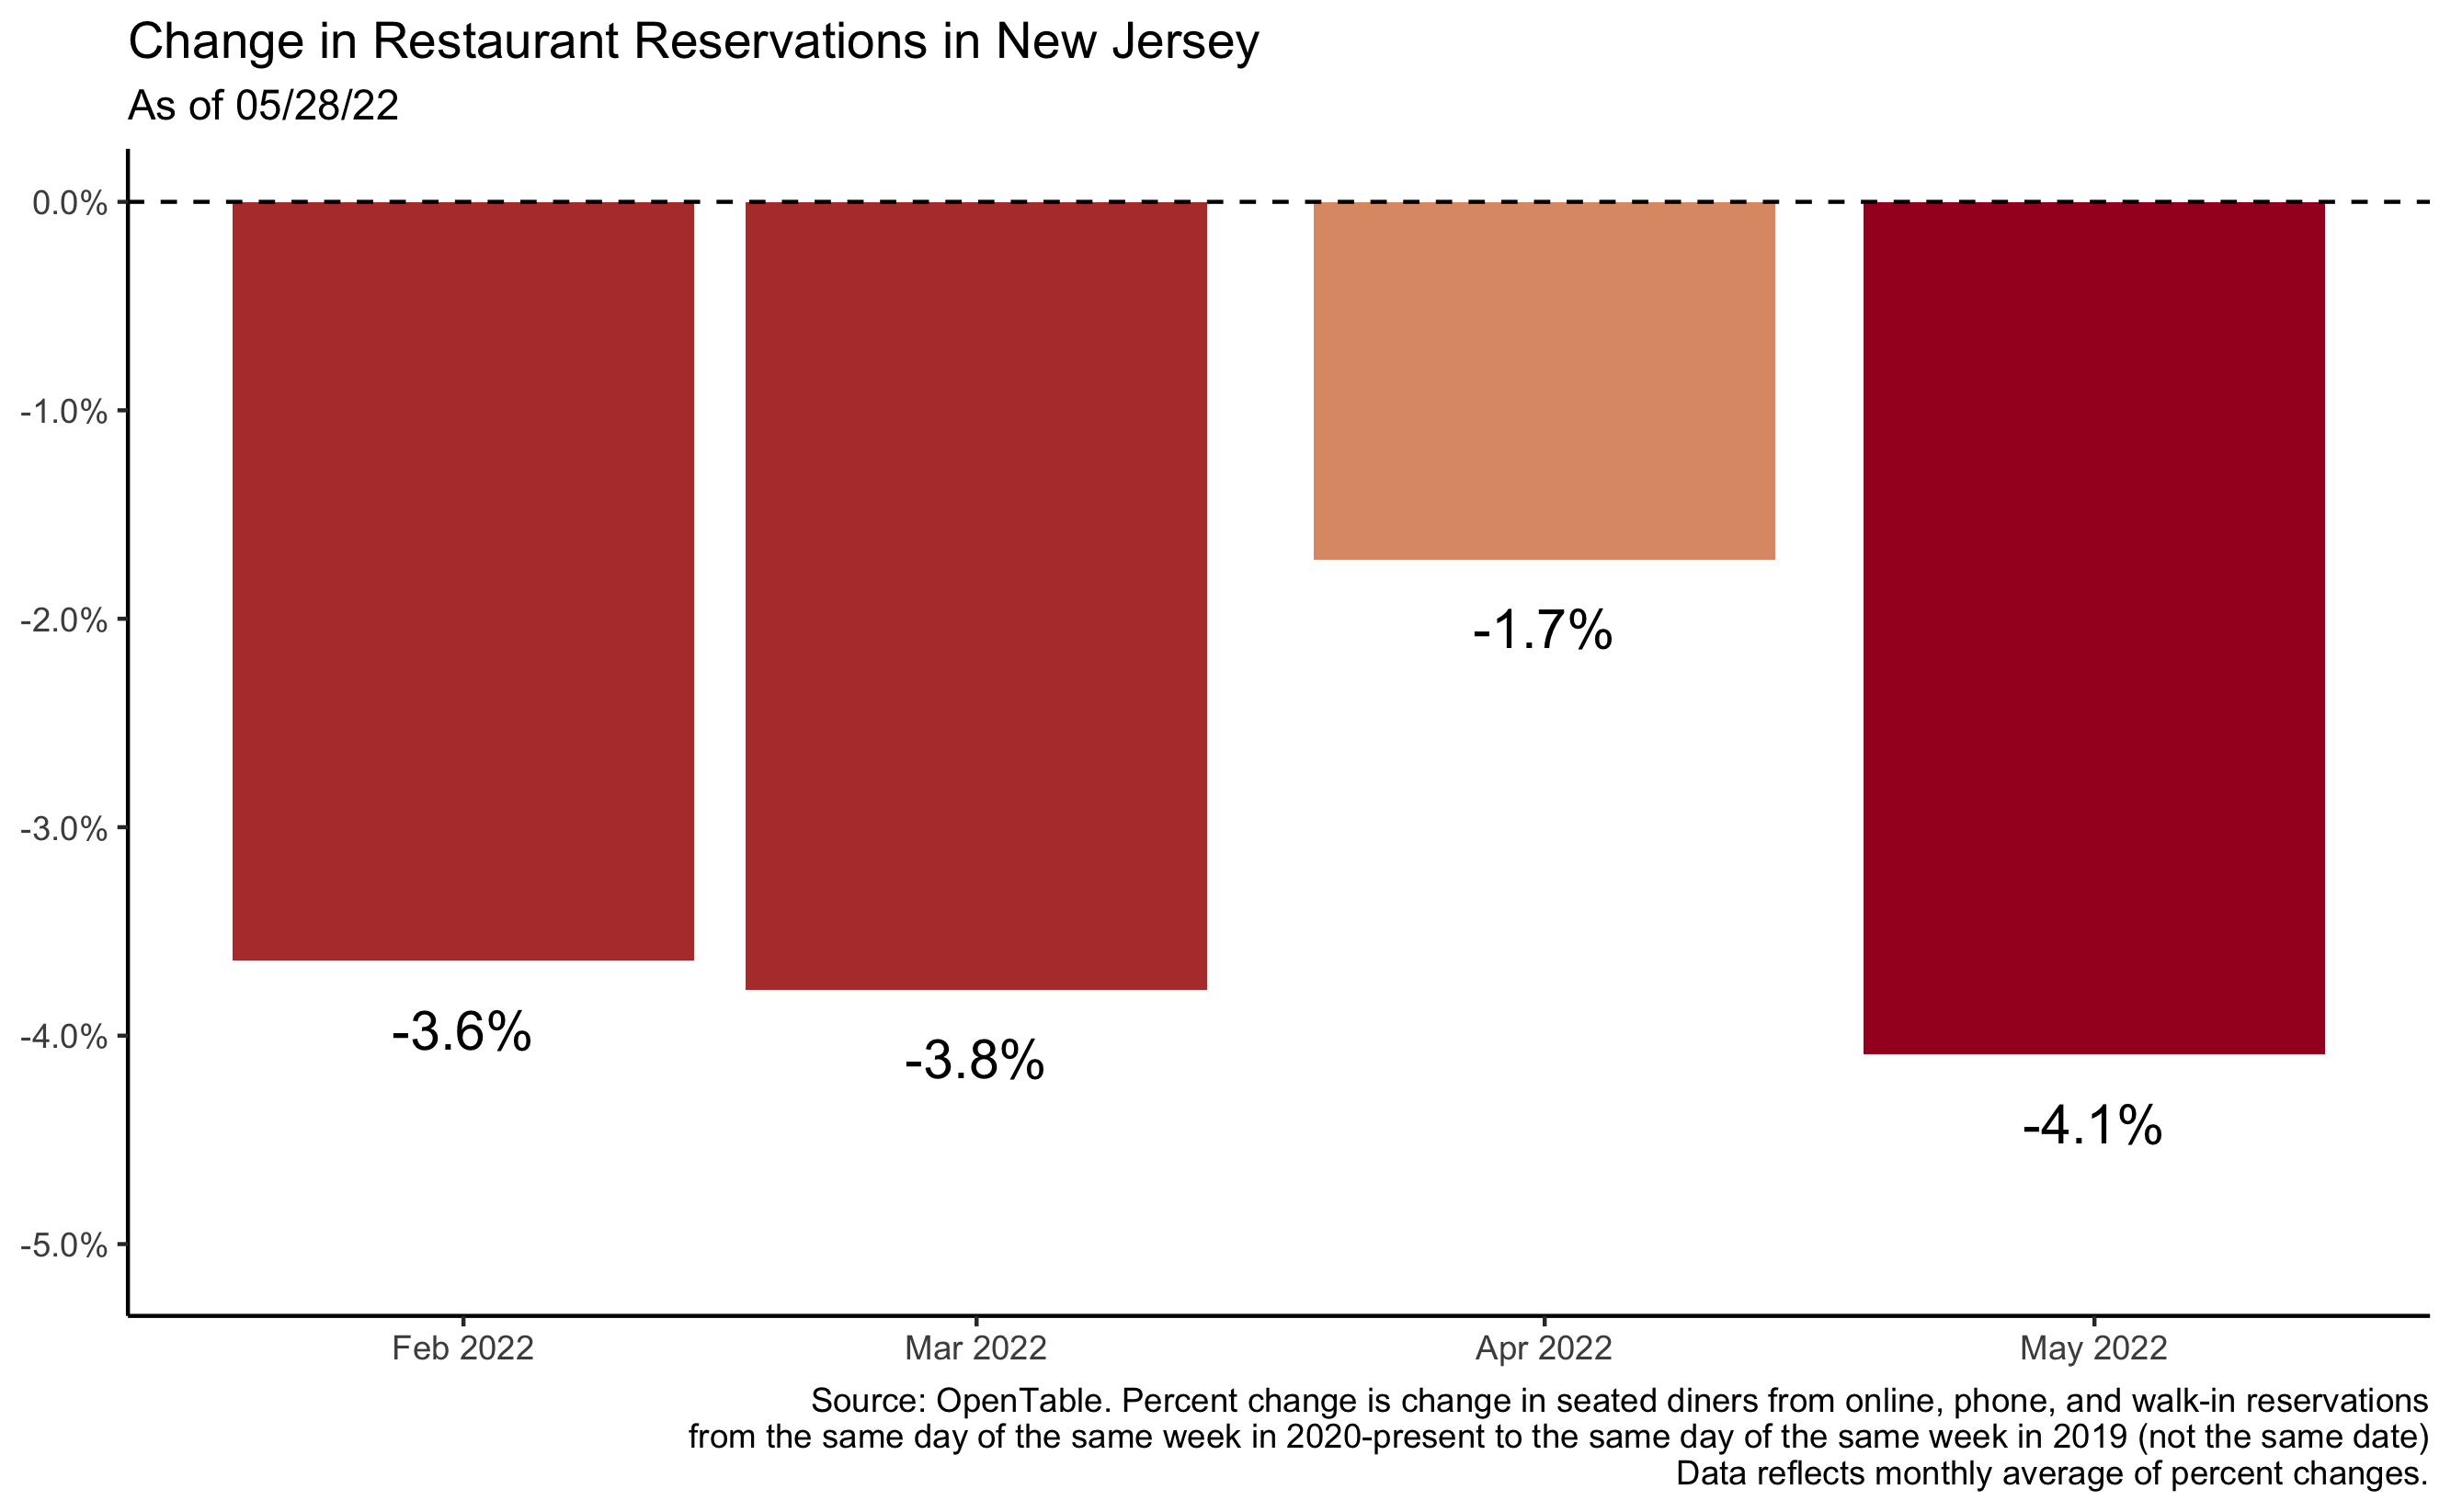 Change in Restaurant Reservations in New Jersey
As of 05/28/22
0.0%
-1.0%
-2.0%
-3.0%
-4.0%
-5.0%
-3.6%
-3.8%
-1.7%
-4.1%
Feb 2022
Mar 2022
Apr 2022
May 2022
Source: OpenTable. Percent change is change in seated diners from online, phone, and walk-in reservations
from the same day of the same week in 2020-present to the same day of the same week in 2019 (not the same date)
Data reflects monthly average of percent changes.